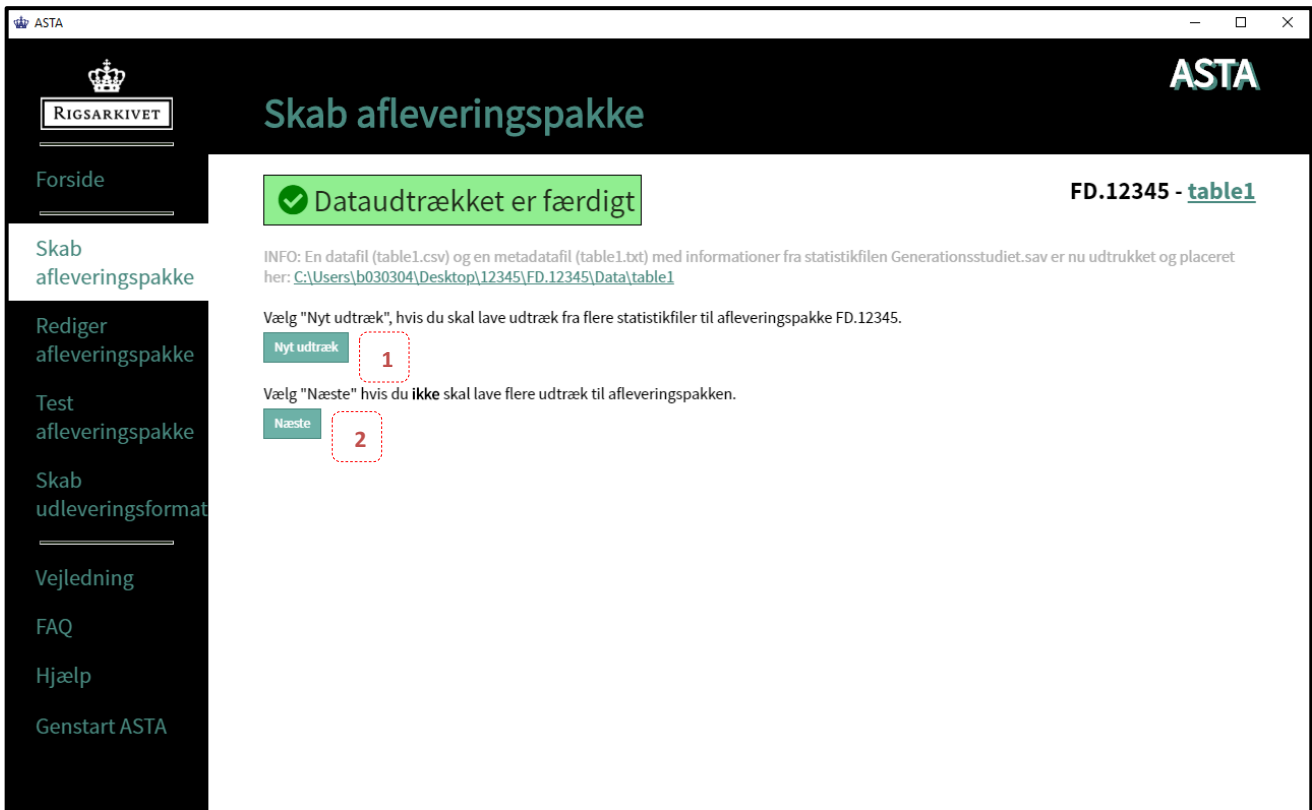 ASTA
RIGSARKIVET
ASTA
Skab afleveringspakke
Forside
Skab
afleveringspakke
Rediger
afleveringspakke
Test
afleveringspakke
Skab
udleveringsformat
Vejledning
FAQ
Hjælp
Genstart ASTA
Dataudtrækket er færdigt
FD.12345 - table1
INFO: En datafil (table1.csv) og en metadatafil (table1.txt) med informationer fra statistikfilen Generationsstudiet.sav er nu udtrukket og placeret
her: C:\Users\b030304\Desktop\12345\FD.12345\Data\table1
Vælg "Nyt udtræk", hvis du skal lave udtræk fra flere statistikfiler til afleveringspakke FD.12345.
Nyt udtræk
1
Vælg "Næste" hvis du ikke skal lave flere udtræk til afleveringspakken.
Næste
2